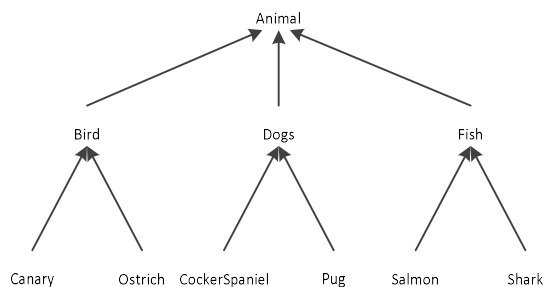 Animal
Bird Dogs Fish
Canary Ostrich CockerSpaniel Pug Salmon Shark